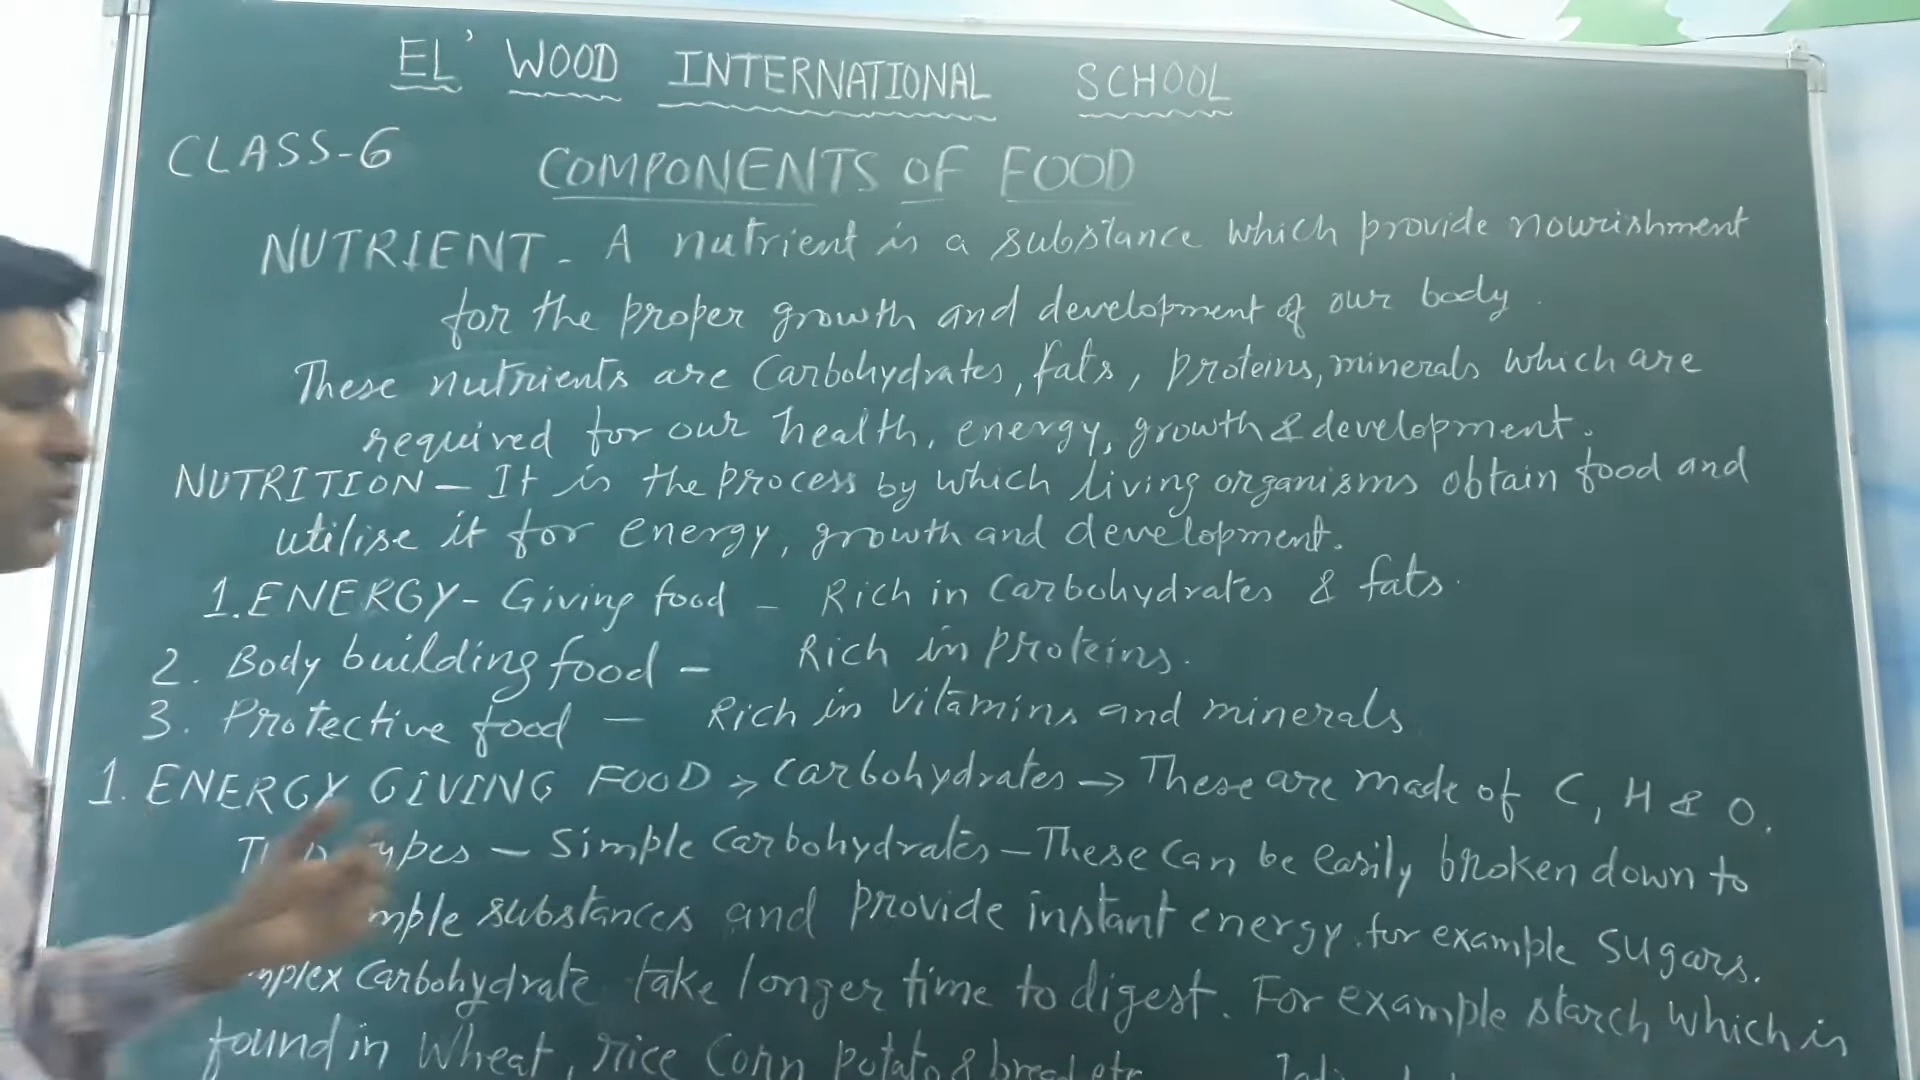 EL' WOOD INTERNATIONAL SCHOOL
CLASS-6 COMPONENTS OF FOOD
NUTRIENT - A nutrient is a substance which provide nourishment
for the proper growth and development of our body.
These nutrients are Carbohydrates, fats, proteins, minerals which are
required for our health, energy, growth & development.
NUTRITION - It is the process by which living organisms obtain food and
utilise it for energy, growth and development.
1. ENERGY - Giving food - Rich in Carbohydrates & fats.
2. Body building food - Rich in proteins.
3. Protective food - Rich in vitamins and minerals
1. ENERGY GIVING FOOD → Carbohydrates → These are made of C, H & O.
Simple Carbohydrates - These can be easily broken down to
substances and provide instant energy. for example sugars.
Carbohydrate take longer time to digest. For example starch which is
found in Wheat, rice Corn potato & bread etc